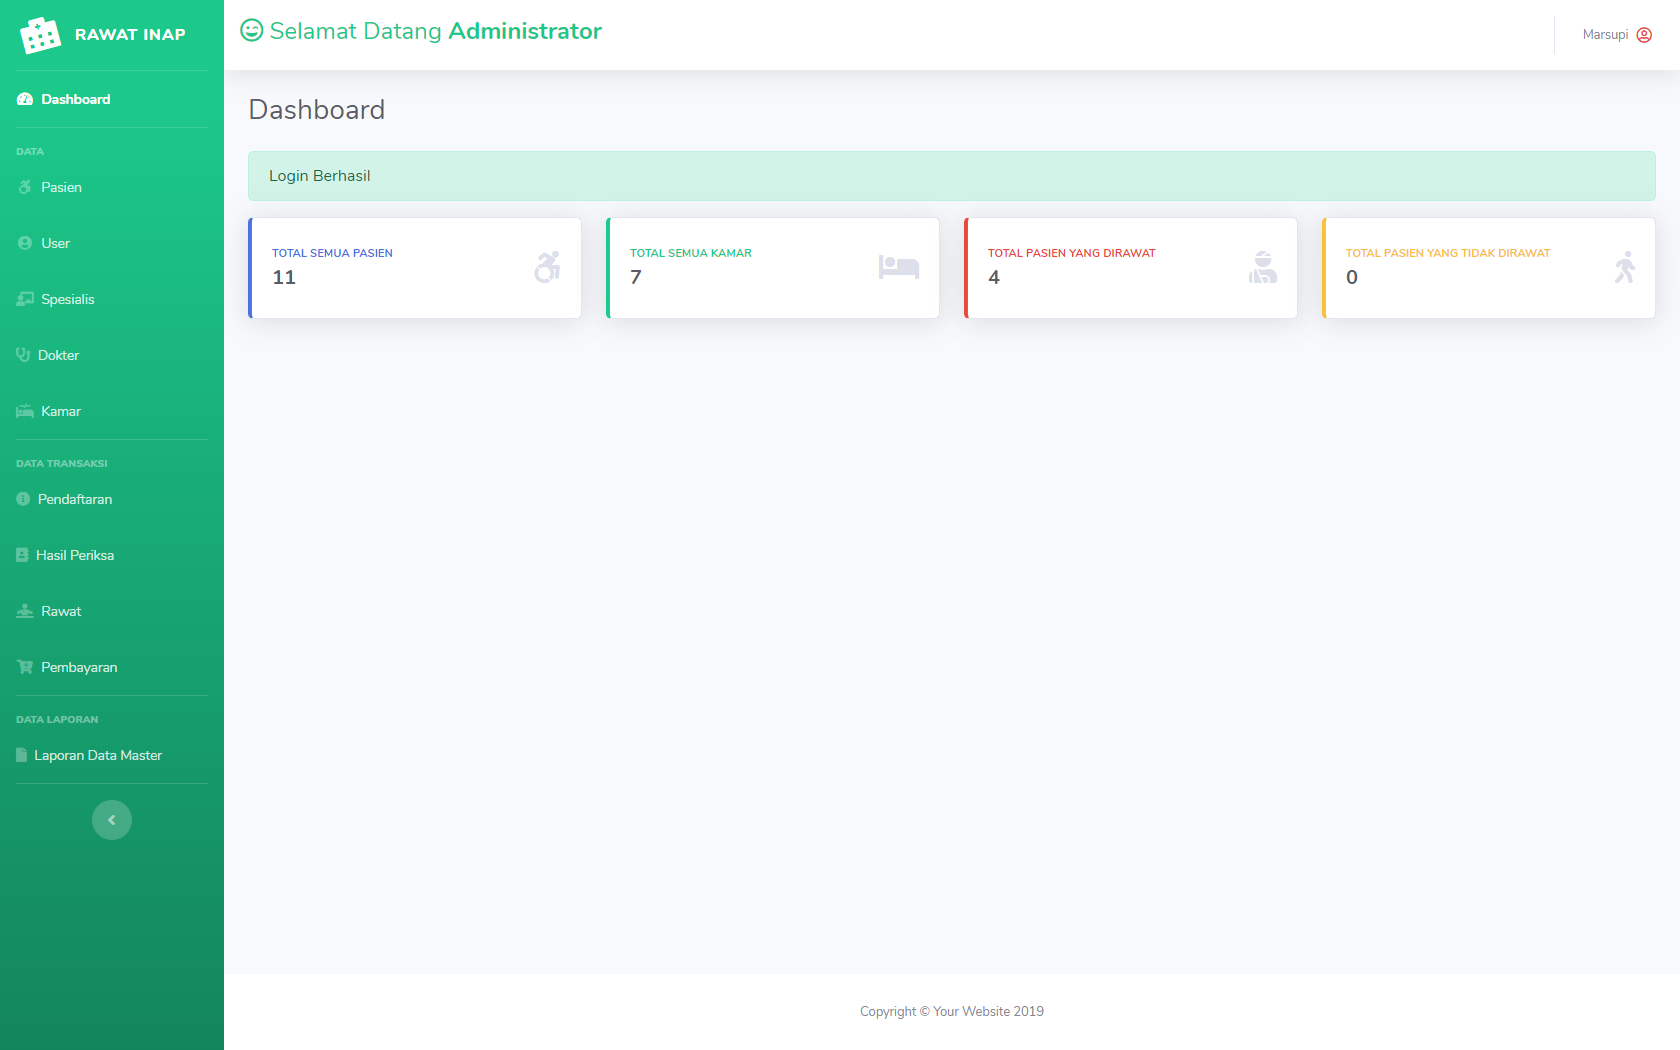 RAWAT INAP
Dashboard
DATA
Pasien
User
Spesialis
Dokter
Kamar
DATA TRANSAKSI
Pendaftaran
Hasil Periksa
Rawat
Pembayaran
DATA LAPORAN
Laporan Data Master
Selamat Datang Administrator
Marsupi
Dashboard
Login Berhasil
TOTAL SEMUA PASIEN
11
TOTAL SEMUA KAMAR
7
TOTAL PASIEN YANG DIRAWAT
4
TOTAL PASIEN YANG TIDAK DIRAWAT
0
Copyright © Your Website 2019